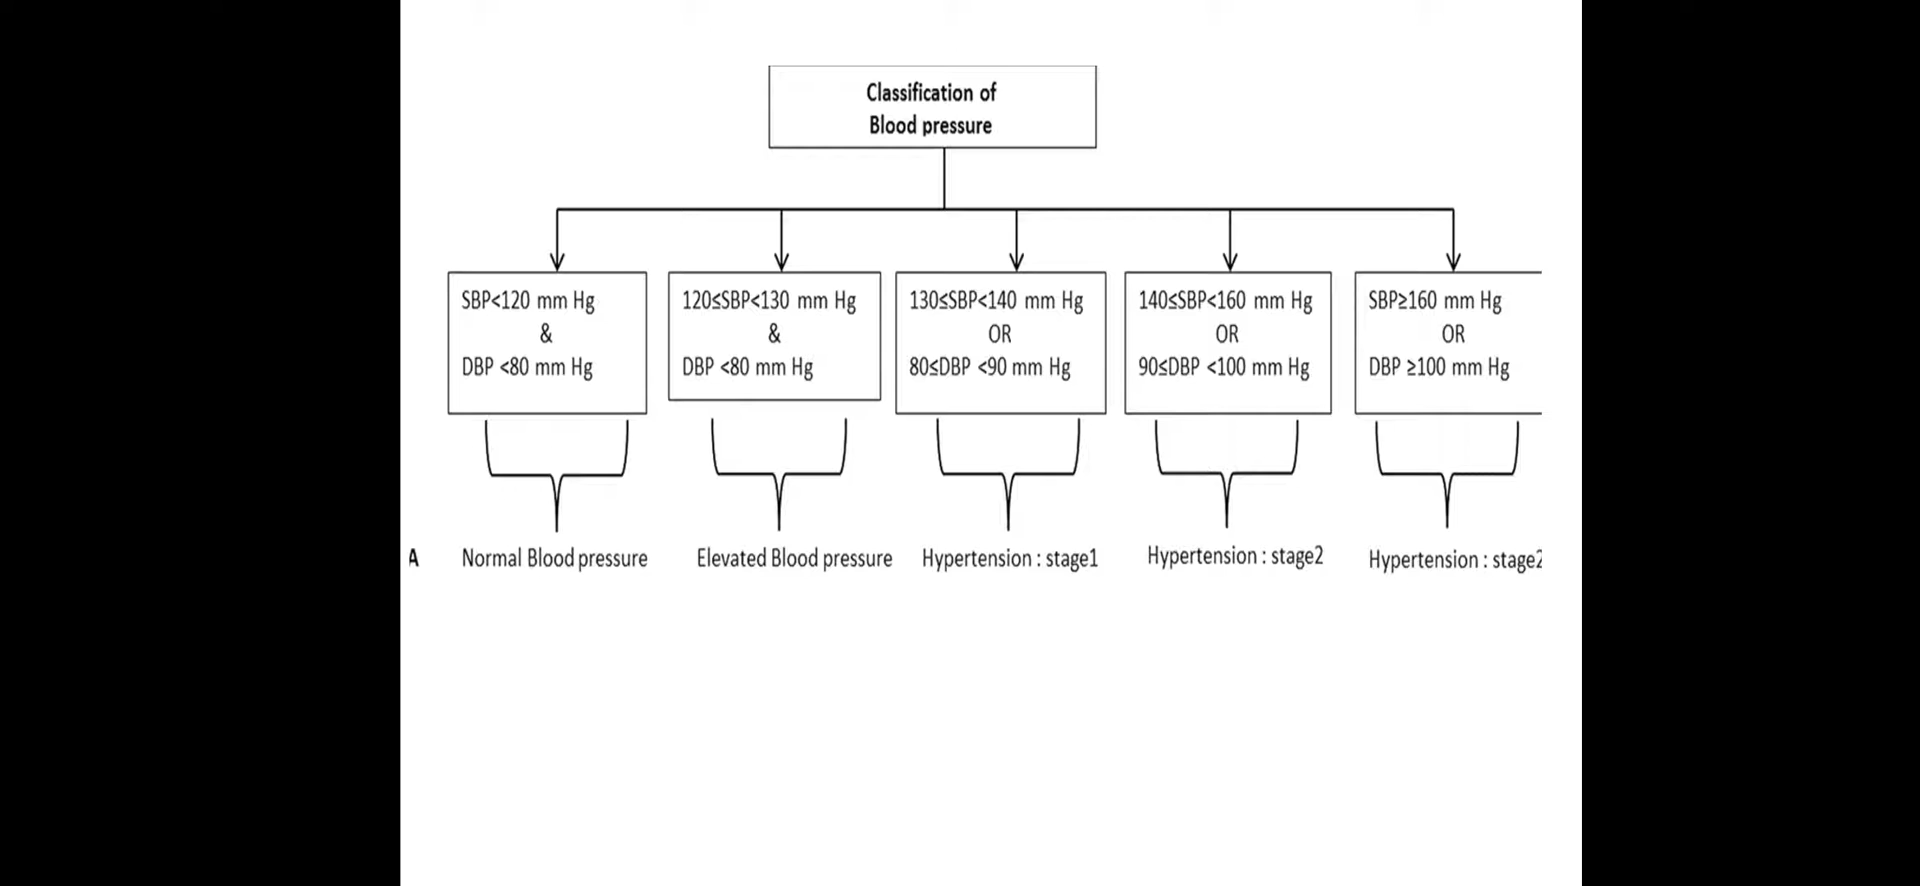 Classification of
Blood pressure
SBP<120 mm Hg
&
DBP <80 mm Hg
120≤SBP<130 mm Hg
&
DBP <80 mm Hg
130≤SBP<140 mm Hg
OR
80≤DBP <90 mm Hg
140≤SBP<160 mm Hg
OR
90≤DBP <100 mm Hg
SBP≥160 mm Hg
OR
DBP ≥100 mm Hg
A
Normal Blood pressure
Elevated Blood pressure
Hypertension : stage1
Hypertension : stage2
Hypertension : stage2